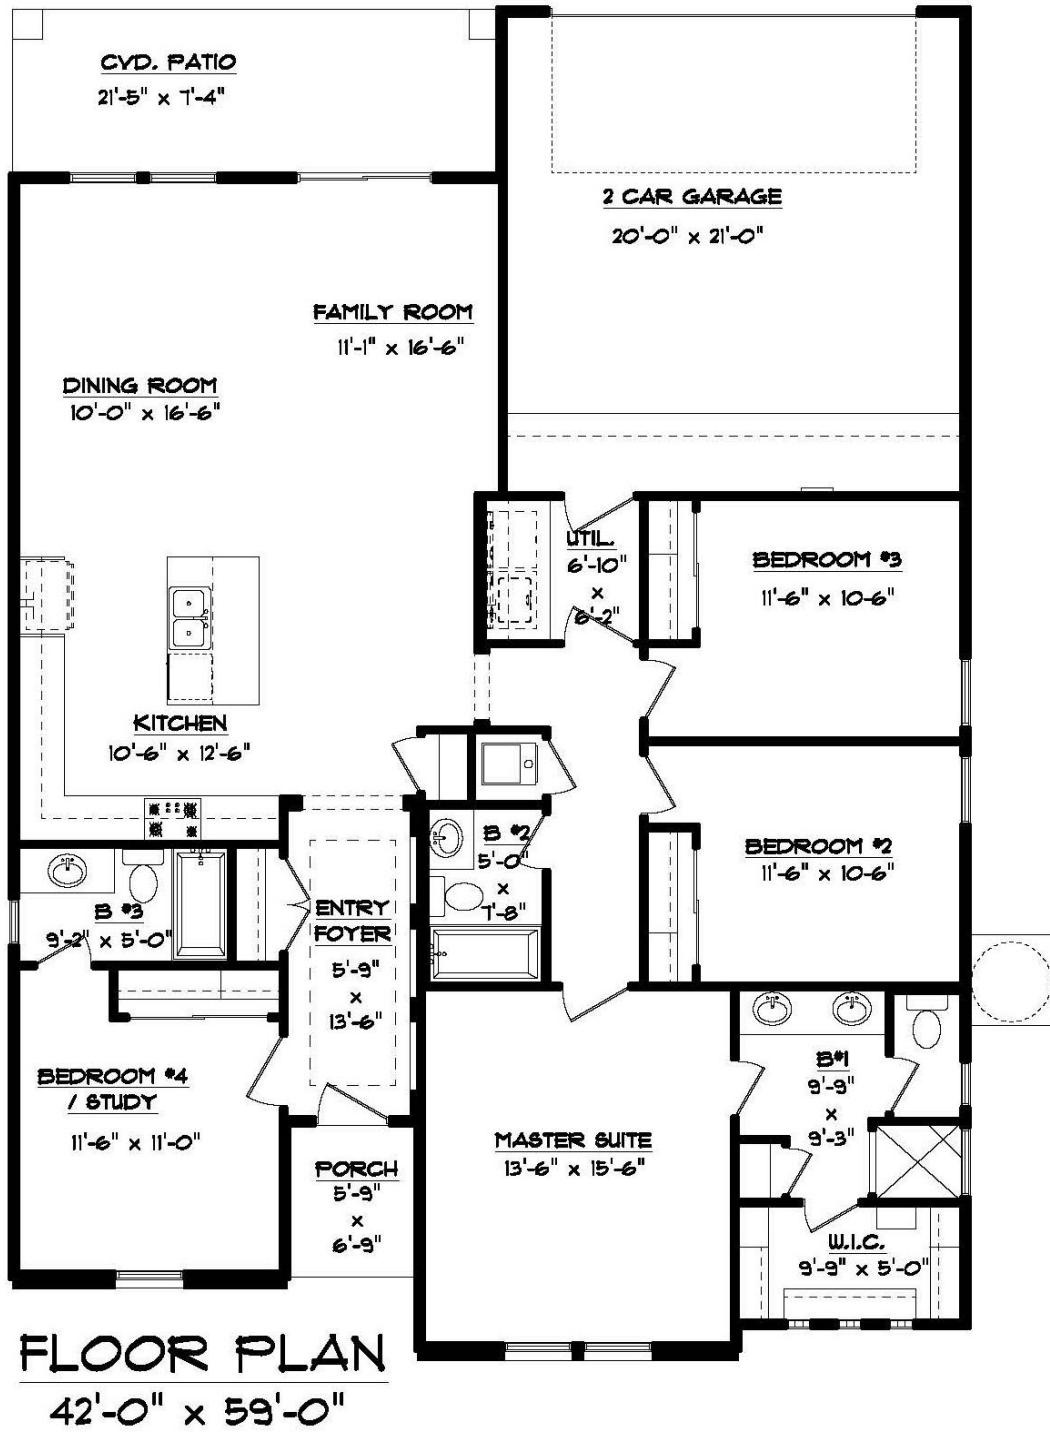 CVD. PATIO
21'-5" x 7'-4"
2 CAR GARAGE
20'-0" x 21'-0"
FAMILY ROOM
11'-1" x 16'-6"
DINING ROOM
10'-0" x 16'-6"
UTIL.
6'-10"
x
6'-2"
BEDROOM #3
11'-6" x 10-6"
KITCHEN
10'-6" x 12'-6"
B #2
5'-0"
x
7'-8"
BEDROOM #2
11'-6" x 10-6"
B #3
9'-2" x 5'-0"
ENTRY
FOYER
5'-9"
x
13'-6"
BEDROOM #4
/ STUDY
11'-6" x 11'-0"
B#1
9'-9"
x
9'-3"
MASTER SUITE
13'-6" x 15'-6"
PORCH
5'-9"
x
6'-9"
W.I.C.
9'-9" x 5'-0"
FLOOR PLAN
42'-0" x 59'-0"